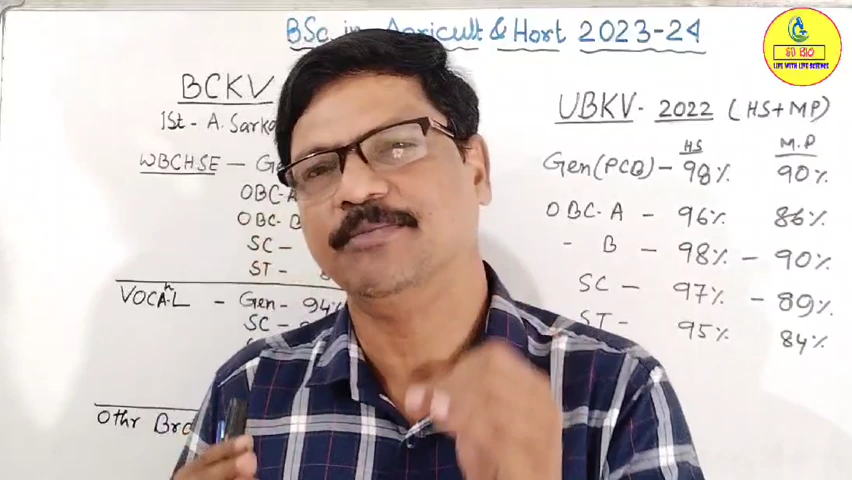 BSc in Agricult & Hort 2023-24
SD BIO
LIFE WITH LIFE SCIENCE
BCKV
1St - A. Sarka
WBCHSE - Ge
OBC-A
OBC-B
SC -
ST -
VOCAⁿL - Gen - 94%
SC -
Othr Bro
UBKV - 2022 (HS+MP)
HS M.P
Gen(PCB) - 98% 90%
OBC-A - 96% 86%
- B - 98% - 90%
SC - 97% - 89%
ST - 95% 84%